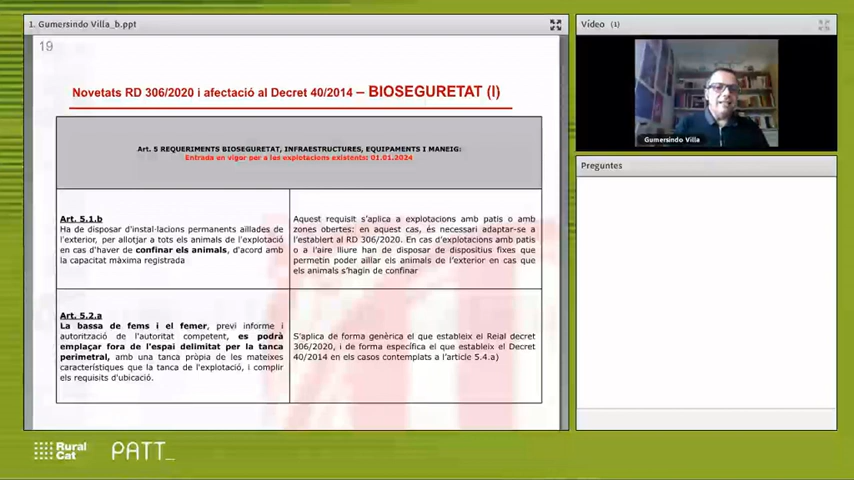 1. Gumersindo Villa_b.ppt
19
Novetats RD 306/2020 i afectació al Decret 40/2014 – BIOSEGURETAT (I)
Art. 5 REQUERIMENTS BIOSEGURETAT, INFRAESTRUCTURES, EQUIPAMENTS I MANEIG:
Entrada en vigor per a les explotacions existents: 01.01.2024
Art. 5.1.b
Ha de disposar d'instal·lacions permanents aïllades de
l'exterior, per allotjar a tots els animals de l'explotació
en cas d'haver de confinar els animals, d'acord amb
la capacitat màxima registrada
Aquest requisit s'aplica a explotacions amb patis o amb
zones obertes: en aquest cas, és necessari adaptar-se a
l'establert al RD 306/2020. En cas d'explotacions amb patis
o a l'aire lliure han de disposar de dispositius fixes que
permetin poder aïllar els animals de l'exterior en cas que
els animals s'hagin de confinar
Art. 5.2.a
La bassa de fems i el femer, previ informe i
autorització de l'autoritat competent, es podrà
emplaçar fora de l'espai delimitat per la tanca
perimetral, amb una tanca pròpia de les mateixes
característiques que la tanca de l'explotació, i complir
els requisits d'ubicació.
S'aplica de forma genèrica el que estableix el Reial decret
306/2020, i de forma específica el que estableix el Decret
40/2014 en els casos contemplats a l'article 5.4.a)
Vídeo (1)
Gumersindo Villa
Preguntes
Rural
Cat
PATT_